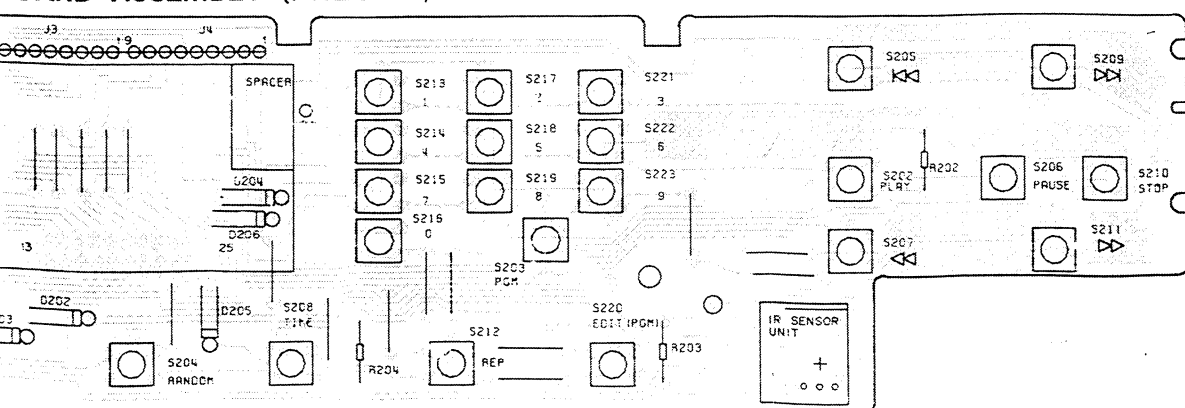 J3
19
J4
1
SPACER
S213
1
S217
2
S221
3
S214
4
S218
5
S222
6
S215
7
S219
8
S223
9
S216
0
S203
PGM
S205
S209
R202
S202
PLAY
S206
PAUSE
S210
STOP
S207
S211
D204
D206
13
25
D202
D205
S208
TIME
S204
RANDOM
R204
S212
REP
S220
EDIT(PGM)
R203
IR SENSOR
UNIT